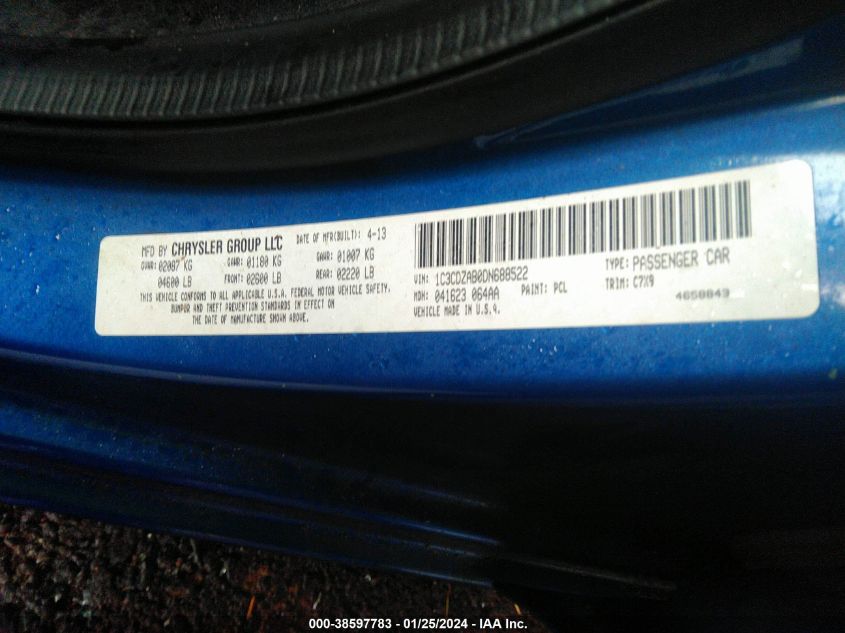 MFD BY CHRYSLER GROUP LLC DATE OF MFR(BUILT): 4-13
GVWR: 02087 KG GAWR: 01180 KG GAWR: 01007 KG
04600 LB FRONT: 02600 LB REAR: 02220 LB
THIS VEHICLE CONFORMS TO ALL APPLICABLE U.S.A. FEDERAL MOTOR VEHICLE SAFETY,
BUMPER AND THEFT PREVENTION STANDARDS IN EFFECT ON
THE DATE OF MANUFACTURE SHOWN ABOVE.
VIN: 1C3CDZAB0DN688522 TYPE: PASSENGER CAR
MDH: 041623 064AA PAINT: PCL TRIM: C7X9
VEHICLE MADE IN U.S.A. 4658843
000-38597783 - 01/25/2024 - IAA Inc.